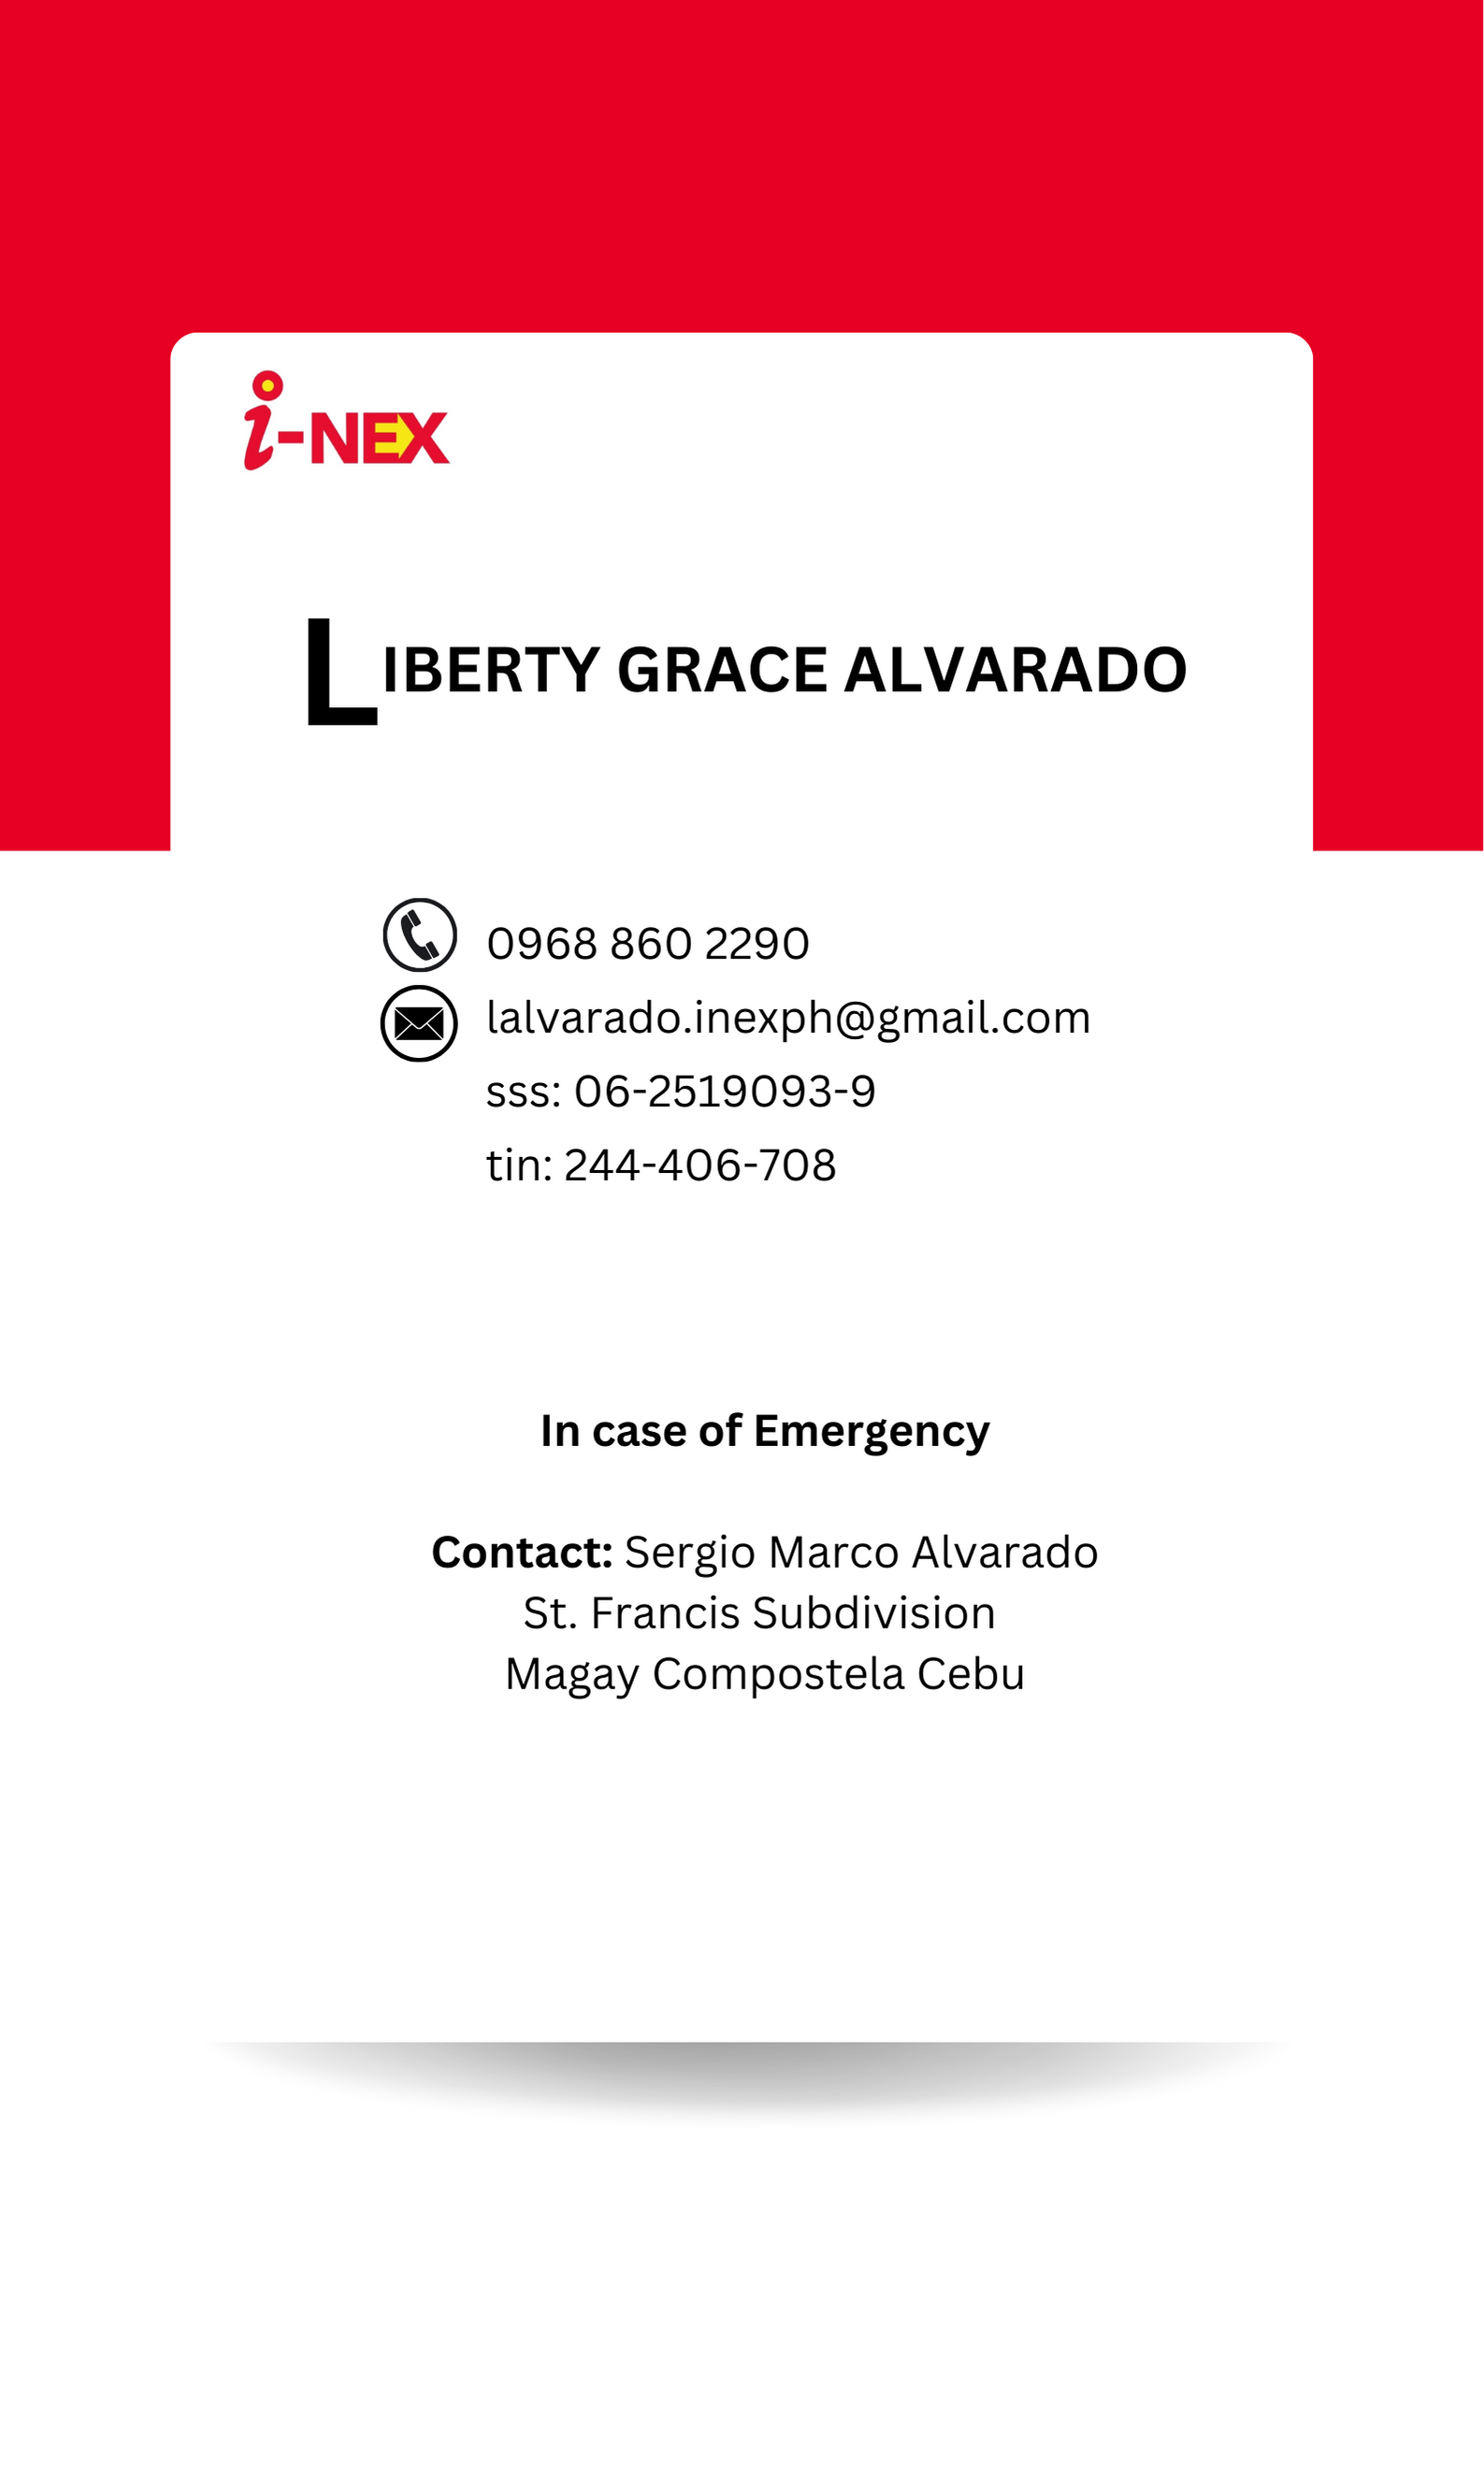 i-NEX
LIBERTY GRACE ALVARADO
0968 860 2290
lalvarado.inexph@gmail.com
sss: 06-2519093-9
tin: 244-406-708
In case of Emergency
Contact: Sergio Marco Alvarado
St. Francis Subdivision
Magay Compostela Cebu